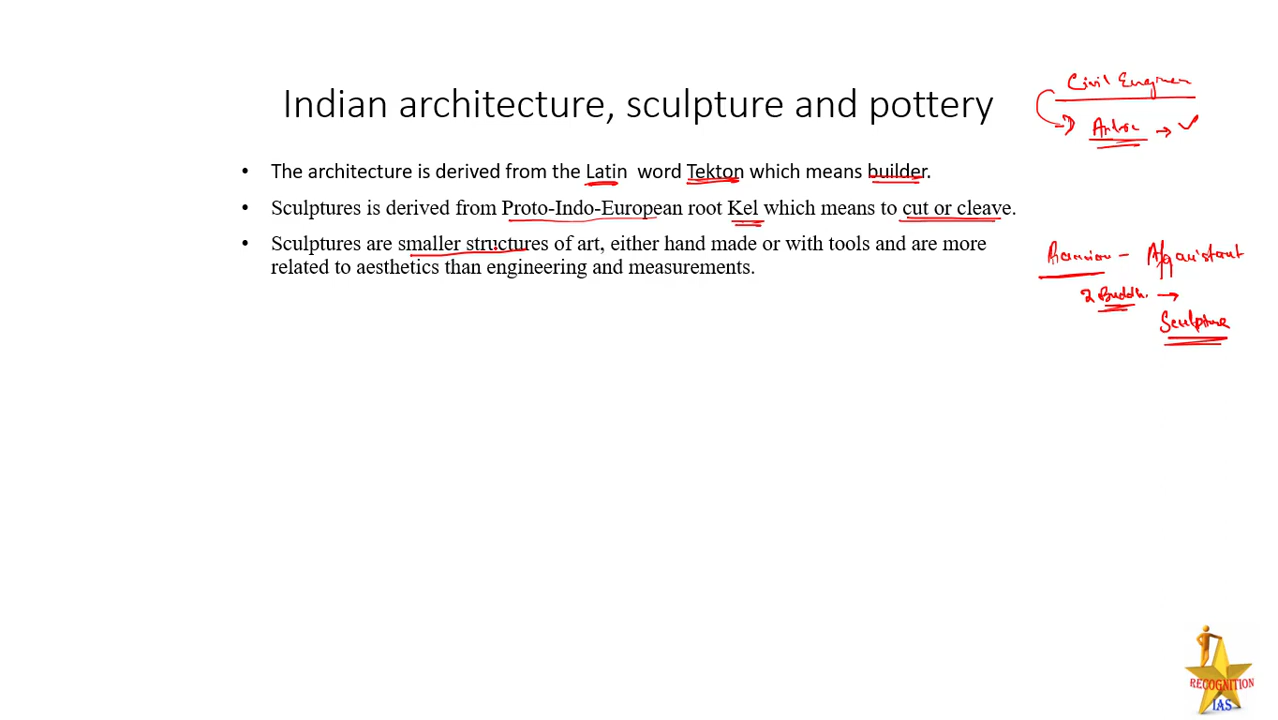 Indian architecture, sculpture and pottery
• The architecture is derived from the Latin word Tekton which means builder.
• Sculptures is derived from Proto-Indo-European root Kel which means to cut or cleave.
• Sculptures are smaller structures of art, either hand made or with tools and are more
related to aesthetics than engineering and measurements.
Civil
→ ✓
–
2 Buddh. →
Sculpture
RECOGNITION
IAS